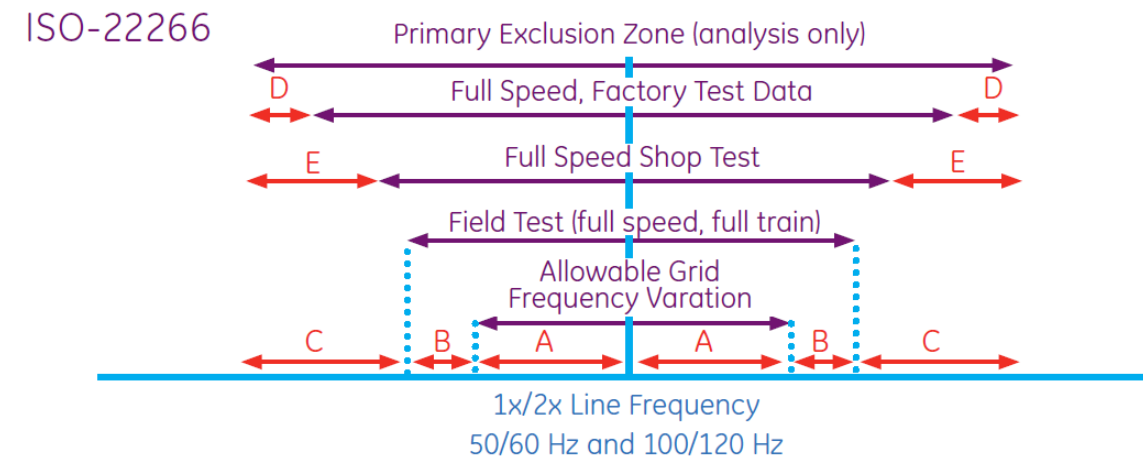 ISO-22266
Primary Exclusion Zone (analysis only)
D
Full Speed, Factory Test Data
D
E
Full Speed Shop Test
E
Field Test (full speed, full train)
Allowable Grid
Frequency Varation
C
B
A
A
B
C
1x/2x Line Frequency
50/60 Hz and 100/120 Hz